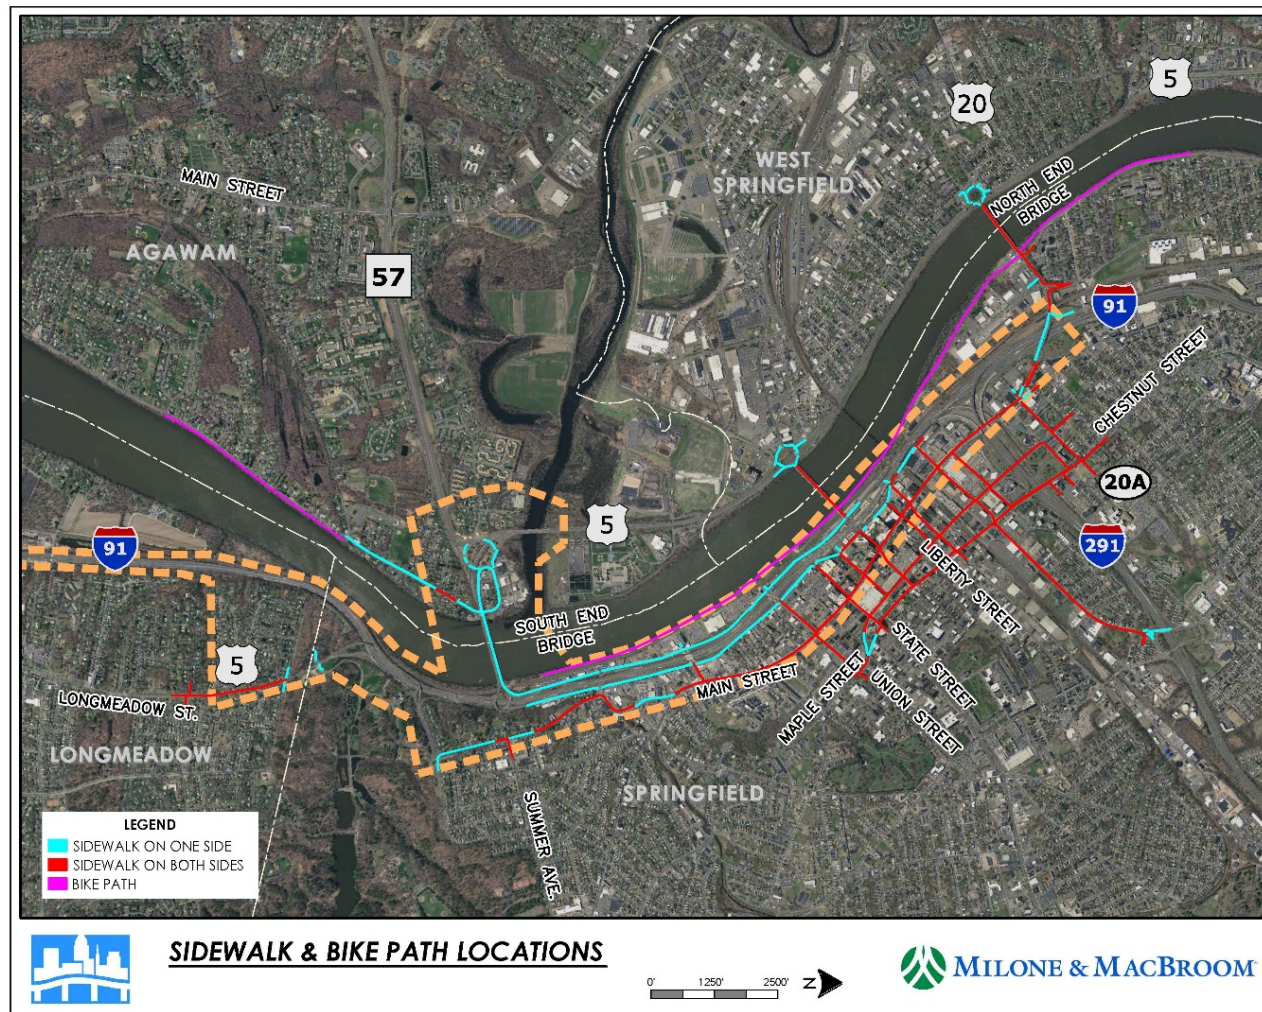 5
20
WEST
SPRINGFIELD
MAIN STREET
NORTH END
BRIDGE
AGAWAM
57
91
CHESTNUT STREET
20A
5
91
291
LIBERTY STREET
SOUTH END
BRIDGE
STATE STREET
5
MAIN STREET
MAPLE STREET
UNION STREET
LONGMEADOW ST.
LONGMEADOW
SPRINGFIELD
SUMMER AVE.
LEGEND
SIDEWALK ON ONE SIDE
SIDEWALK ON BOTH SIDES
BIKE PATH
SIDEWALK & BIKE PATH LOCATIONS
0' 1250' 2500'
N
MILONE & MACBROOM